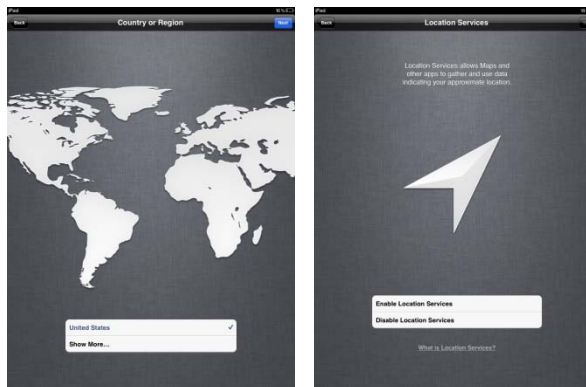 iPad
Back
Country or Region
Next
United States
Show More...
iPad
Back
Location Services
Location Services allows Maps and
other apps to gather and use data
indicating your approximate location.
Enable Location Services
Disable Location Services
What is Location Services?